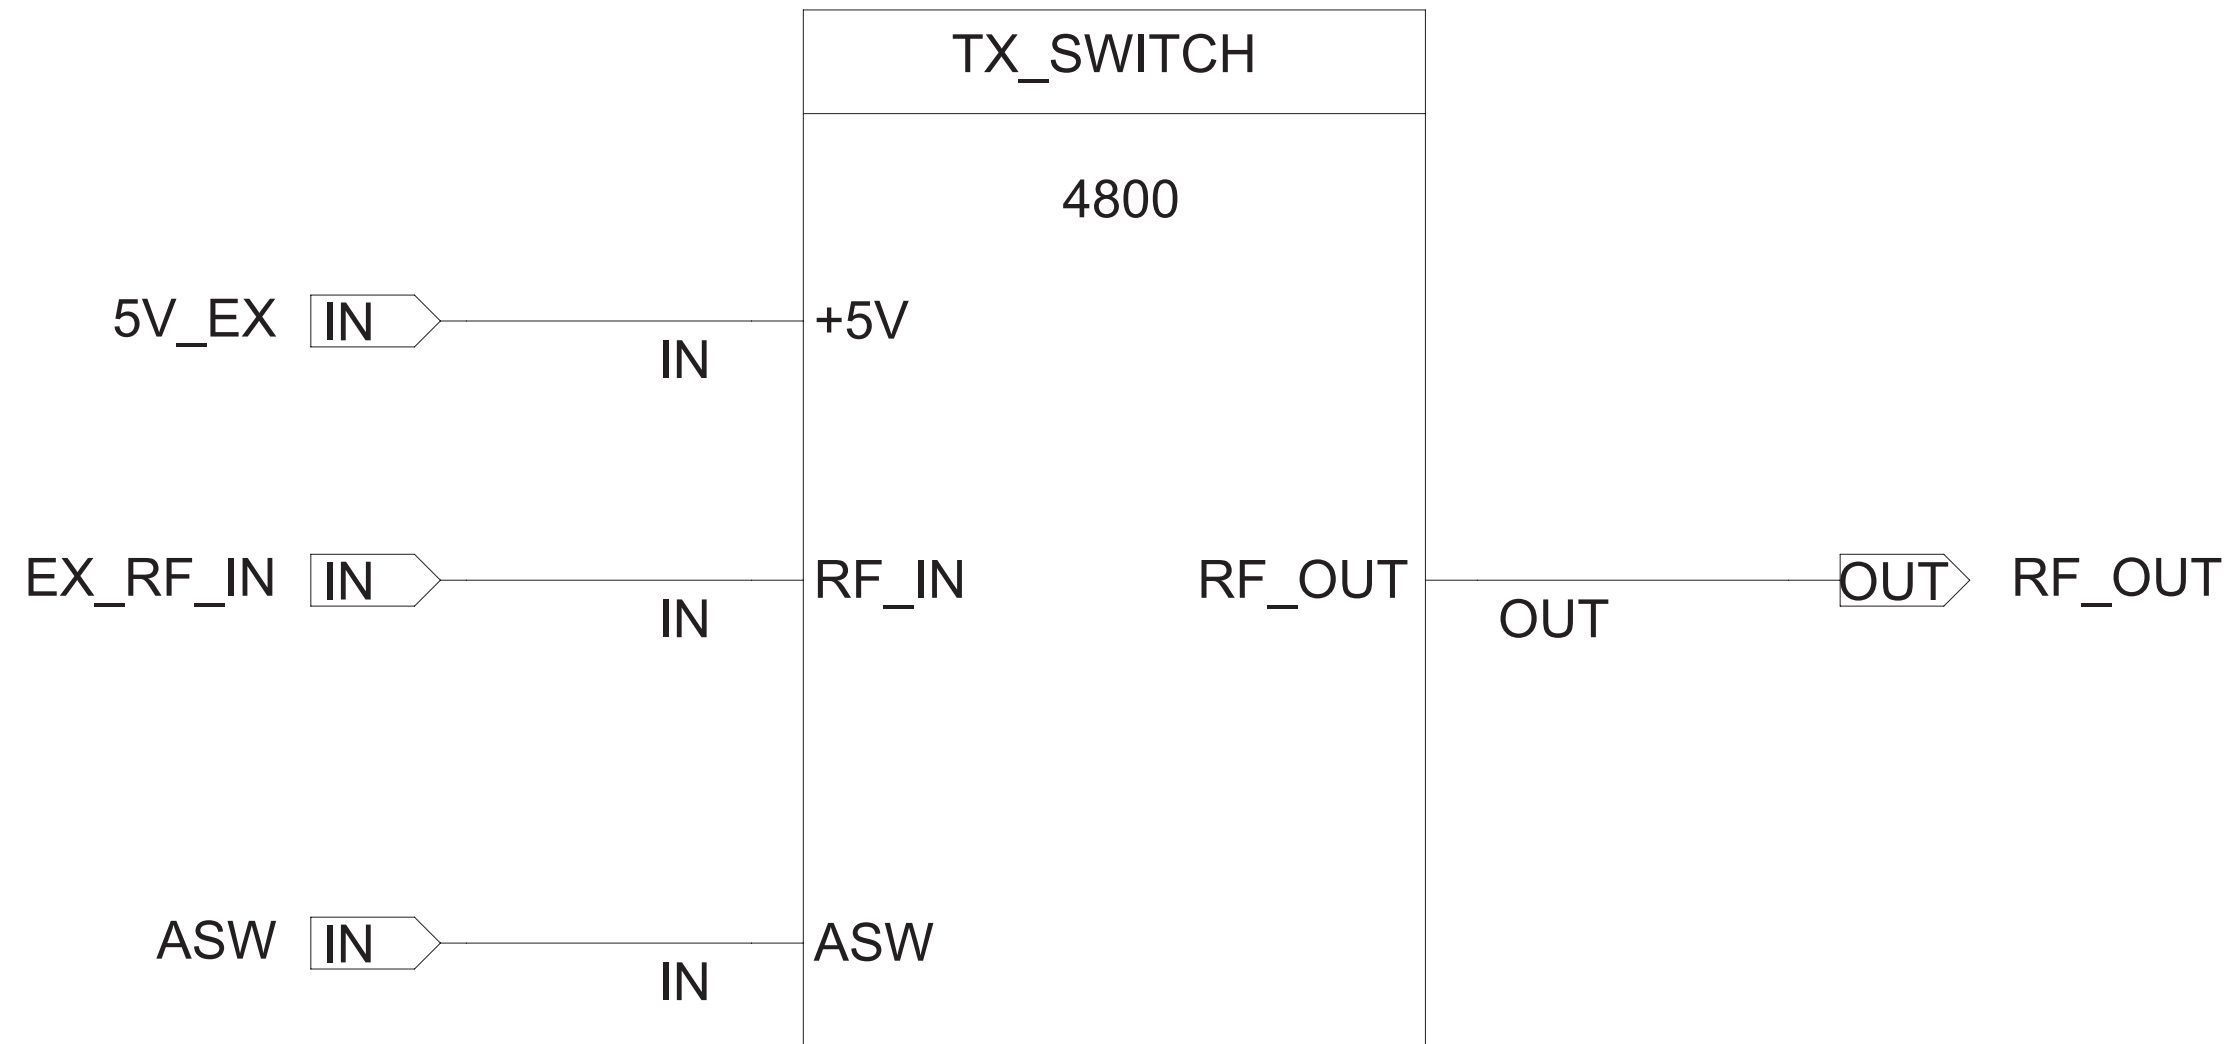 TX_SWITCH
4800
5V_EX IN IN +5V
EX_RF_IN IN IN RF_IN RF_OUT OUT OUT RF_OUT
ASW IN IN ASW